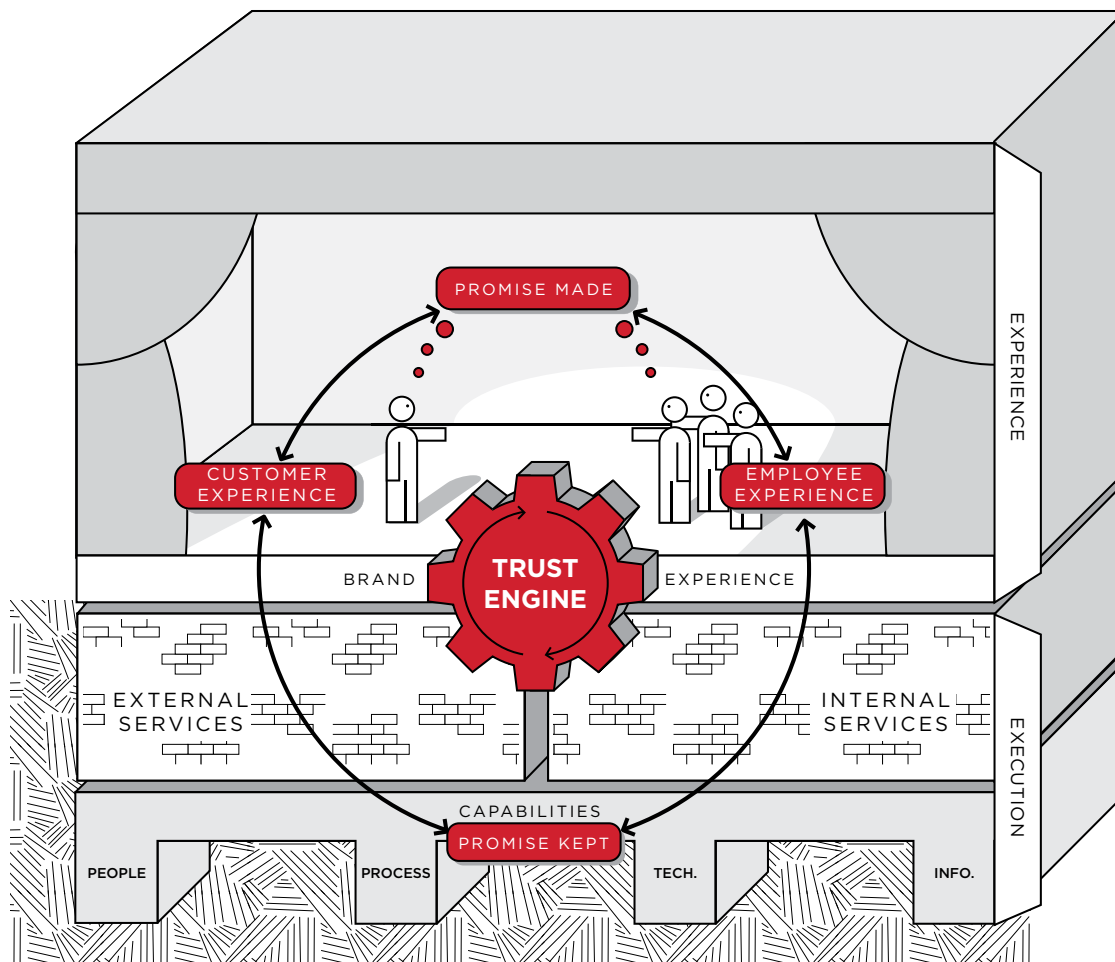 PROMISE MADE
CUSTOMER
EXPERIENCE
EMPLOYEE
EXPERIENCE
EXPERIENCE
BRAND
TRUST
ENGINE
EXPERIENCE
EXTERNAL
SERVICES
INTERNAL
SERVICES
EXECUTION
CAPABILITIES
PROMISE KEPT
PEOPLE
PROCESS
TECH.
INFO.